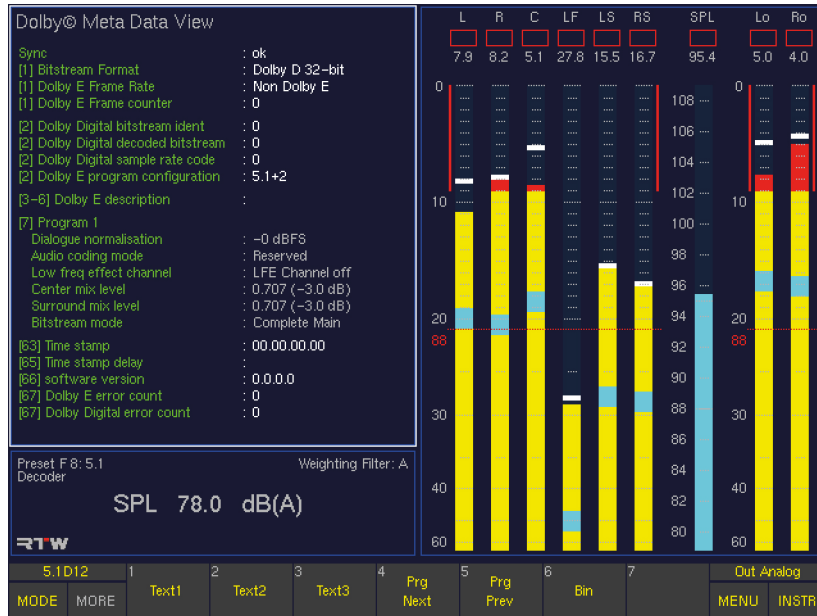 Dolby© Meta Data View
Sync : ok
[1] Bitstream Format : Dolby D 32-bit
[1] Dolby E Frame Rate : Non Dolby E
[1] Dolby E Frame counter : 0
[2] Dolby Digital bitstream ident : 0
[2] Dolby Digital decoded bitstream : 0
[2] Dolby Digital sample rate code : 0
[2] Dolby E program configuration : 5.1+2
[3-6] Dolby E description :
[7] Program 1
Dialogue normalisation : -0 dBFS
Audio coding mode : Reserved
Low freq effect channel : LFE Channel off
Center mix level : 0.707 (-3.0 dB)
Surround mix level : 0.707 (-3.0 dB)
Bitstream mode : Complete Main
[63] Time stamp : 00.00.00.00
[65] Time stamp delay :
[66] software version : 0.0.0.0
[67] Dolby E error count : 0
[67] Dolby Digital error count : 0
Preset F 8: 5.1 Weighting Filter: A
Decoder
SPL 78.0 dB(A)
RTW
L R C LF LS RS SPL Lo Ro
7.9 8.2 5.1 27.8 15.5 16.7 95.4 5.0 4.0
0 0
108
106
104
102
10 10
100
98
96
94
20 20
88 88
92
90
88
30 30
86
84
40 40
82
80
60 60
5.1D12 1 2 3 4 5 6 7 Out Analog
Text1 Text2 Text3 Prg Next Prg Prev Bin
MODE MORE MENU INSTR